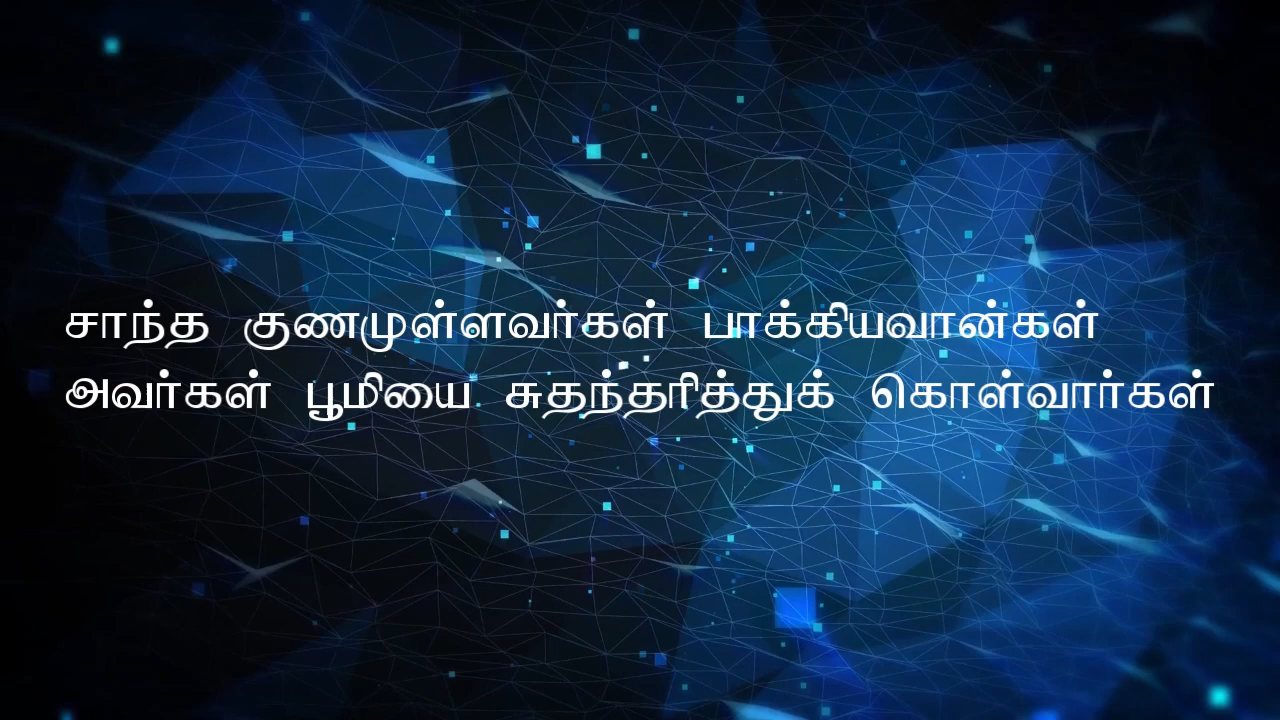 சாந்த குணமுள்ளவர்கள் பாக்கியவான்கள்
அவர்கள் பூமியை சுதந்தரித்துக் கொள்வார்கள்